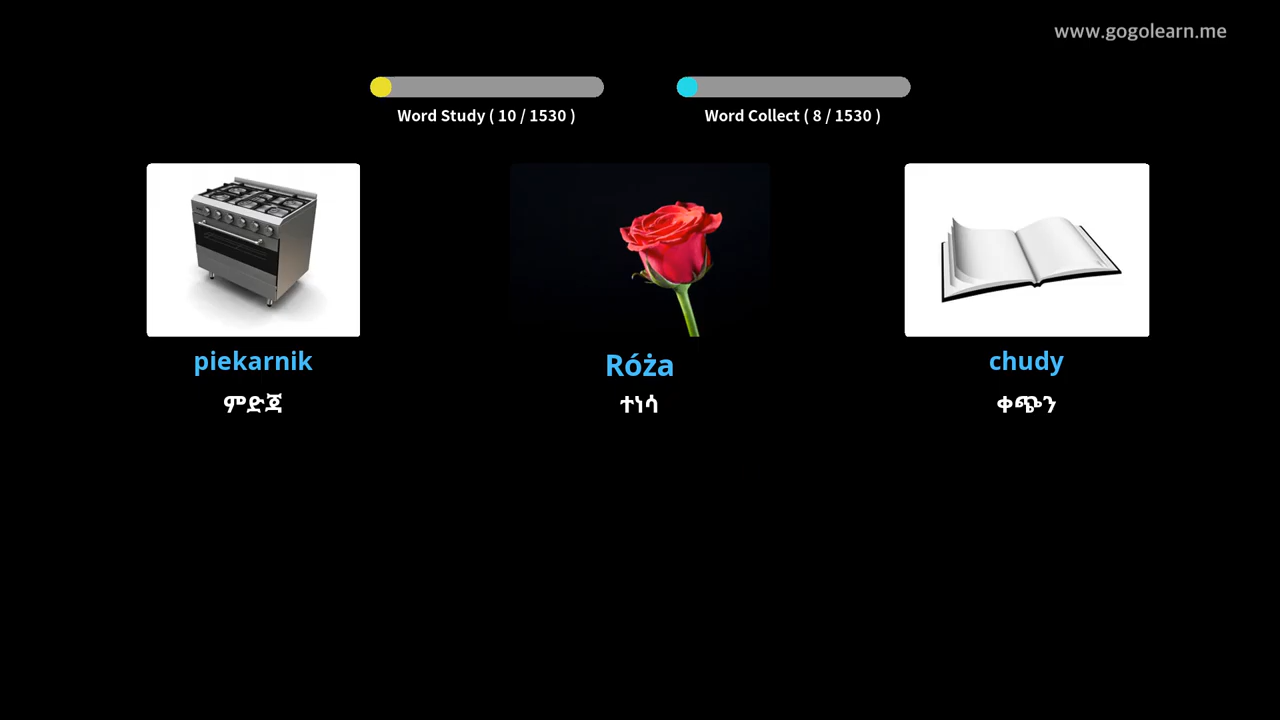 www.gogolearn.me
Word Study ( 10 / 1530 )
Word Collect ( 8 / 1530 )
piekarnik
Róża
chudy
ምድጃ
ተነሳ
ቀጭን